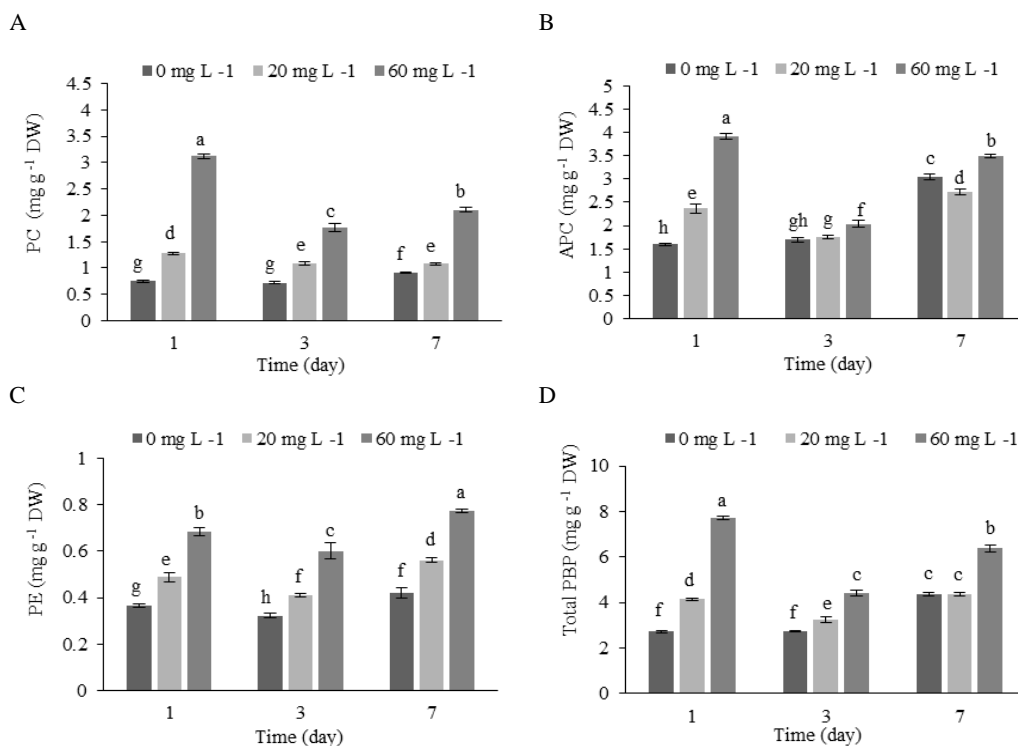 A
0 mg L -1 20 mg L -1 60 mg L -1
PC (mg g-1 DW)
4.5
4
3.5
3
2.5
2
1.5
1
0.5
0
g d a
g e c
f e b
1 3 7
Time (day)
B
0 mg L -1 20 mg L -1 60 mg L -1
APC (mg g-1 DW)
5
4.5
4
3.5
3
2.5
2
1.5
1
0.5
0
h e a
gh g f
c d b
1 3 7
Time (day)
C
0 mg L -1 20 mg L -1 60 mg L -1
PE (mg g-1 DW)
1
0.8
0.6
0.4
0.2
0
g e b
h f c
f d a
1 3 7
Time (day)
D
0 mg L -1 20 mg L -1 60 mg L -1
Total PBP (mg g-1 DW)
10
8
6
4
2
0
f d a
f e c
c c b
1 3 7
Time (day)